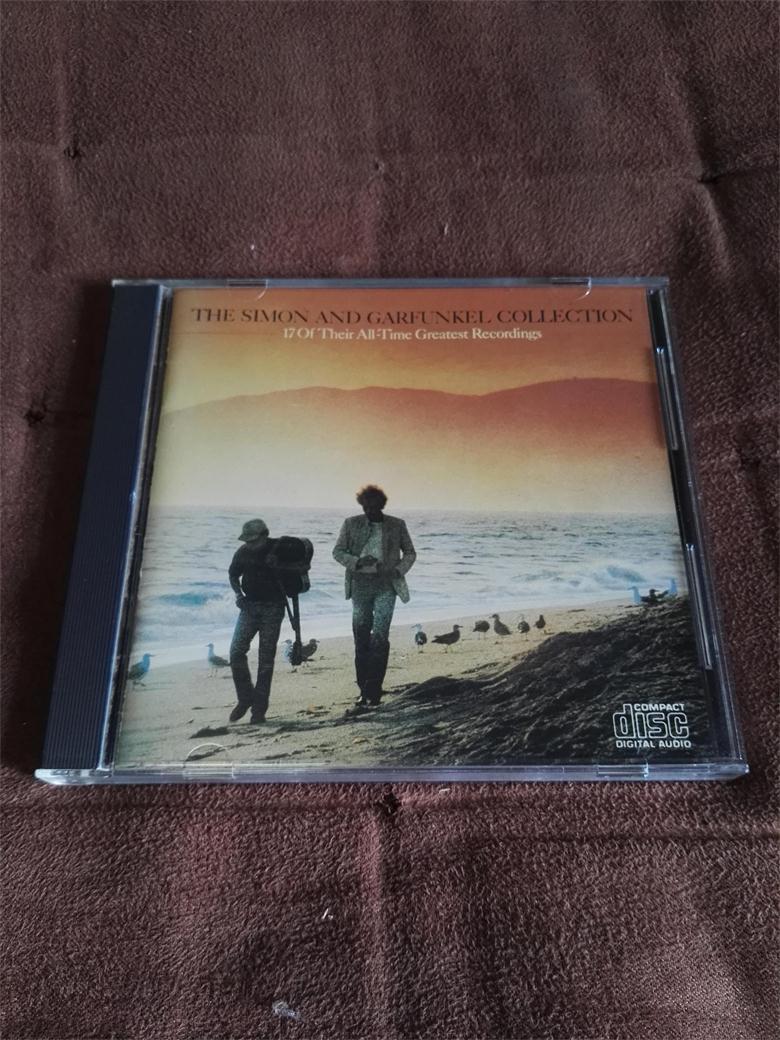 THE SIMON AND GARFUNKEL COLLECTION
17 Of Their All-Time Greatest Recordings
COMPACT
disc
DIGITAL AUDIO